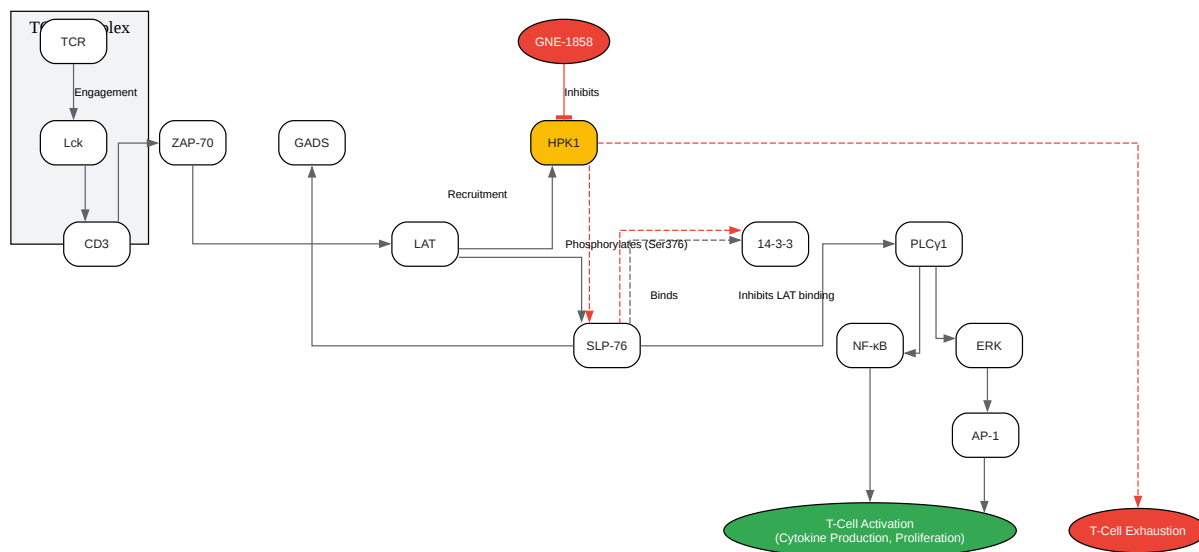 TCR
GNE-1858
Engagement
Inhibits
Lck
ZAP-70
GADS
HPK1
Recruitment
CD3
LAT
Phosphorylates (Ser376)
14-3-3
PLCγ1
Binds
Inhibits LAT binding
SLP-76
NF-κB
ERK
AP-1
T-Cell Activation
(Cytokine Production, Proliferation)
T-Cell Exhaustion